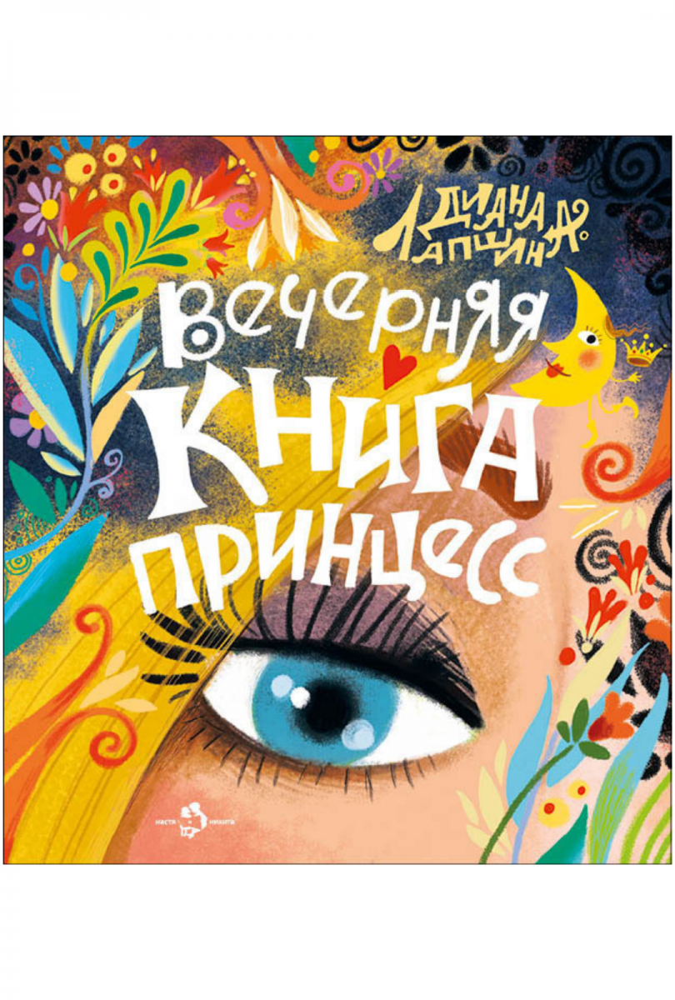 Диана
Лапшина
Вечерняя
книга
принцесс
настя
никита